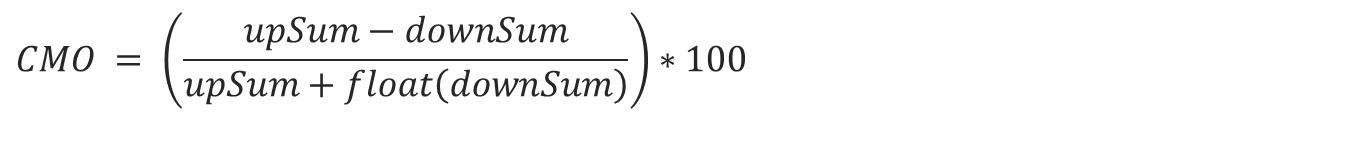 CMO = (upSum − downSum / upSum + float(downSum)) * 100